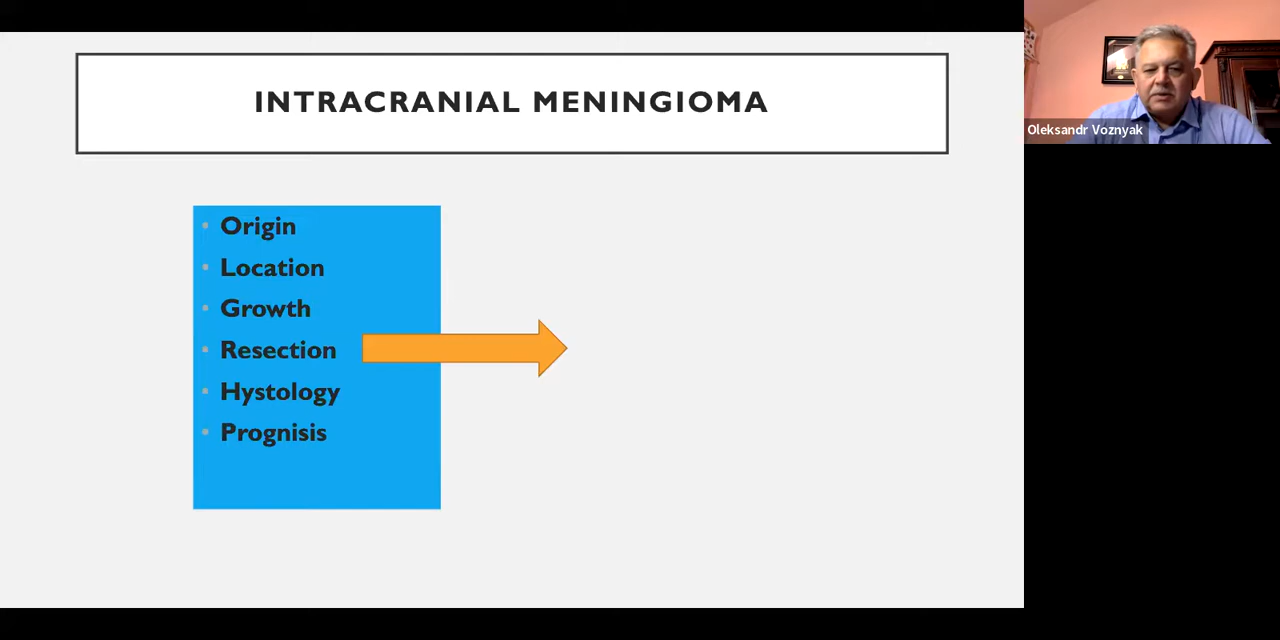 INTRACRANIAL MENINGIOMA
Origin
Location
Growth
Resection
Hystology
Prognisis
Oleksandr Voznyak